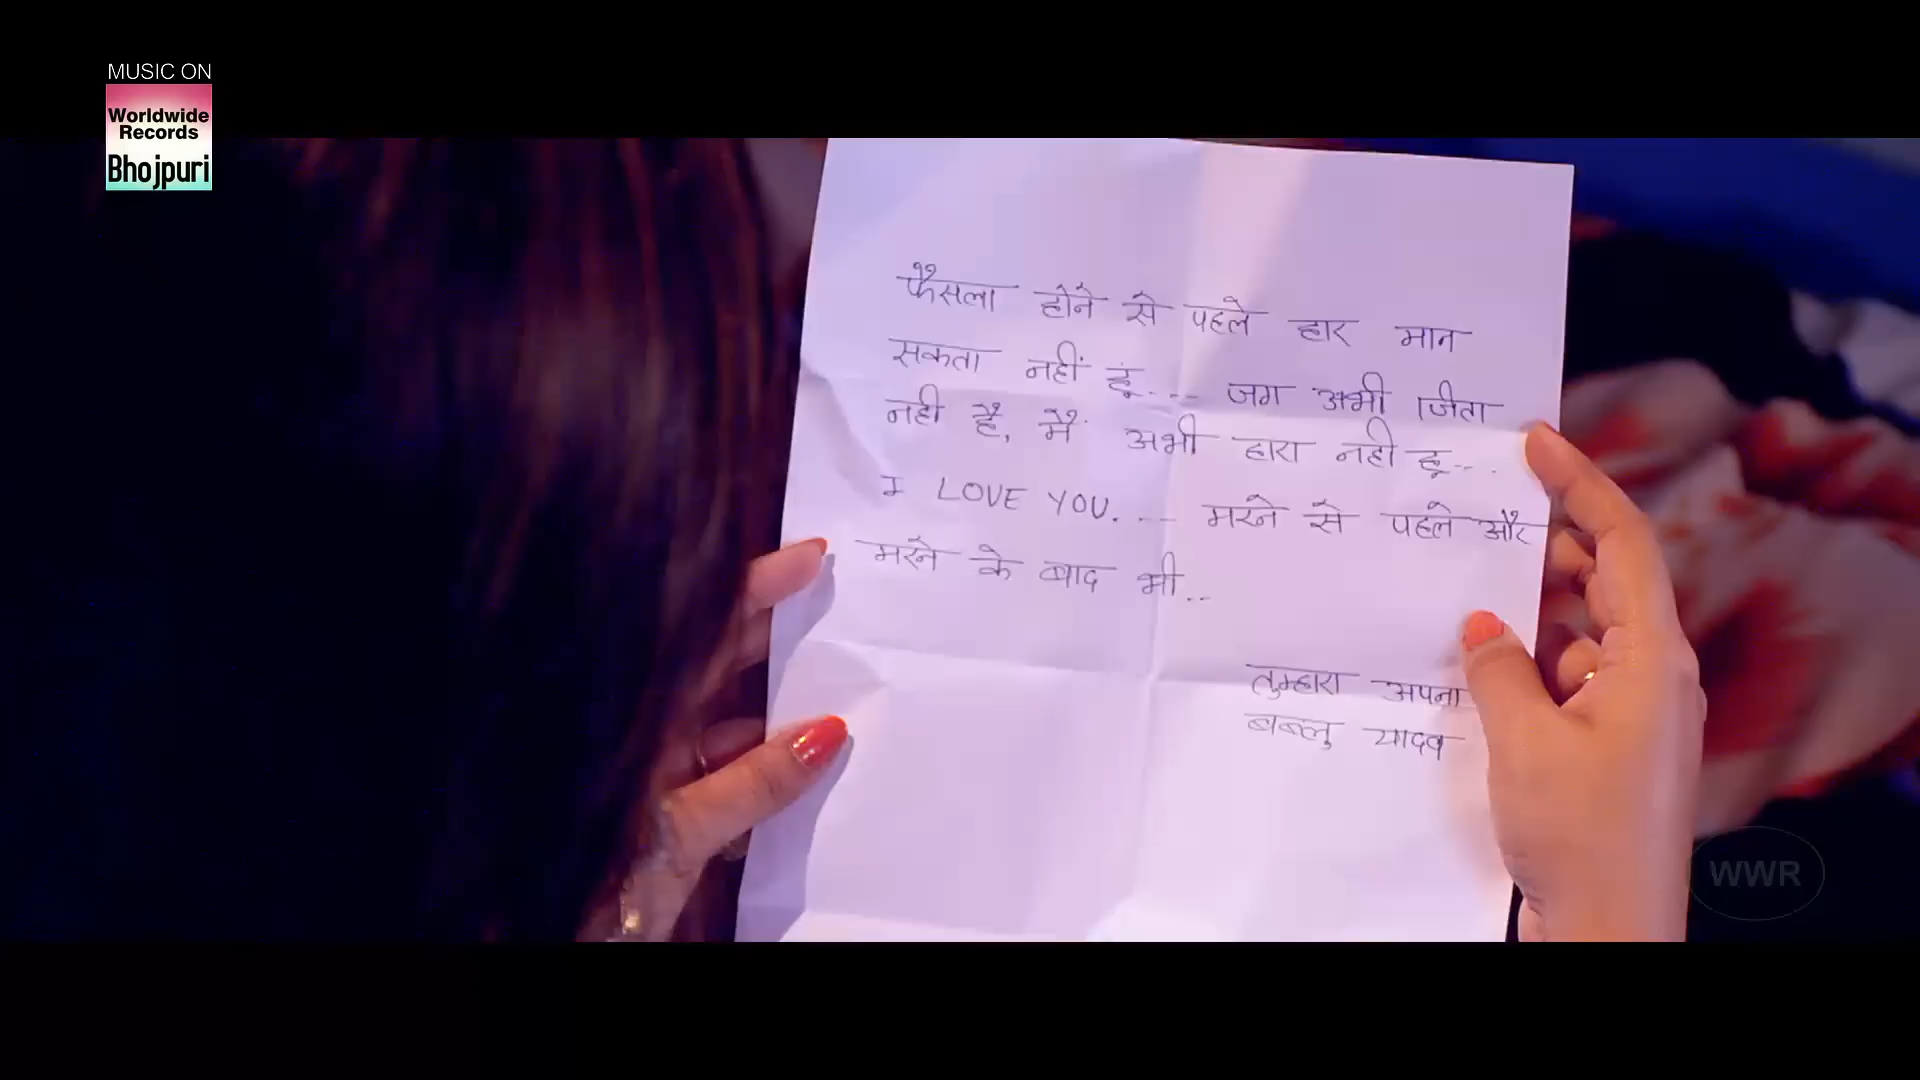 MUSIC ON
Worldwide
Records
Bhojpuri
फैसला होने से पहले हार मान
सकता नहीं हूं... जग अभी जिता
नही है, मैं अभी हारा नही हू...
I LOVE YOU... मरने से पहले और
मरने के बाद भी..
तुम्हारा अपना
बब्लु यादव
WWR